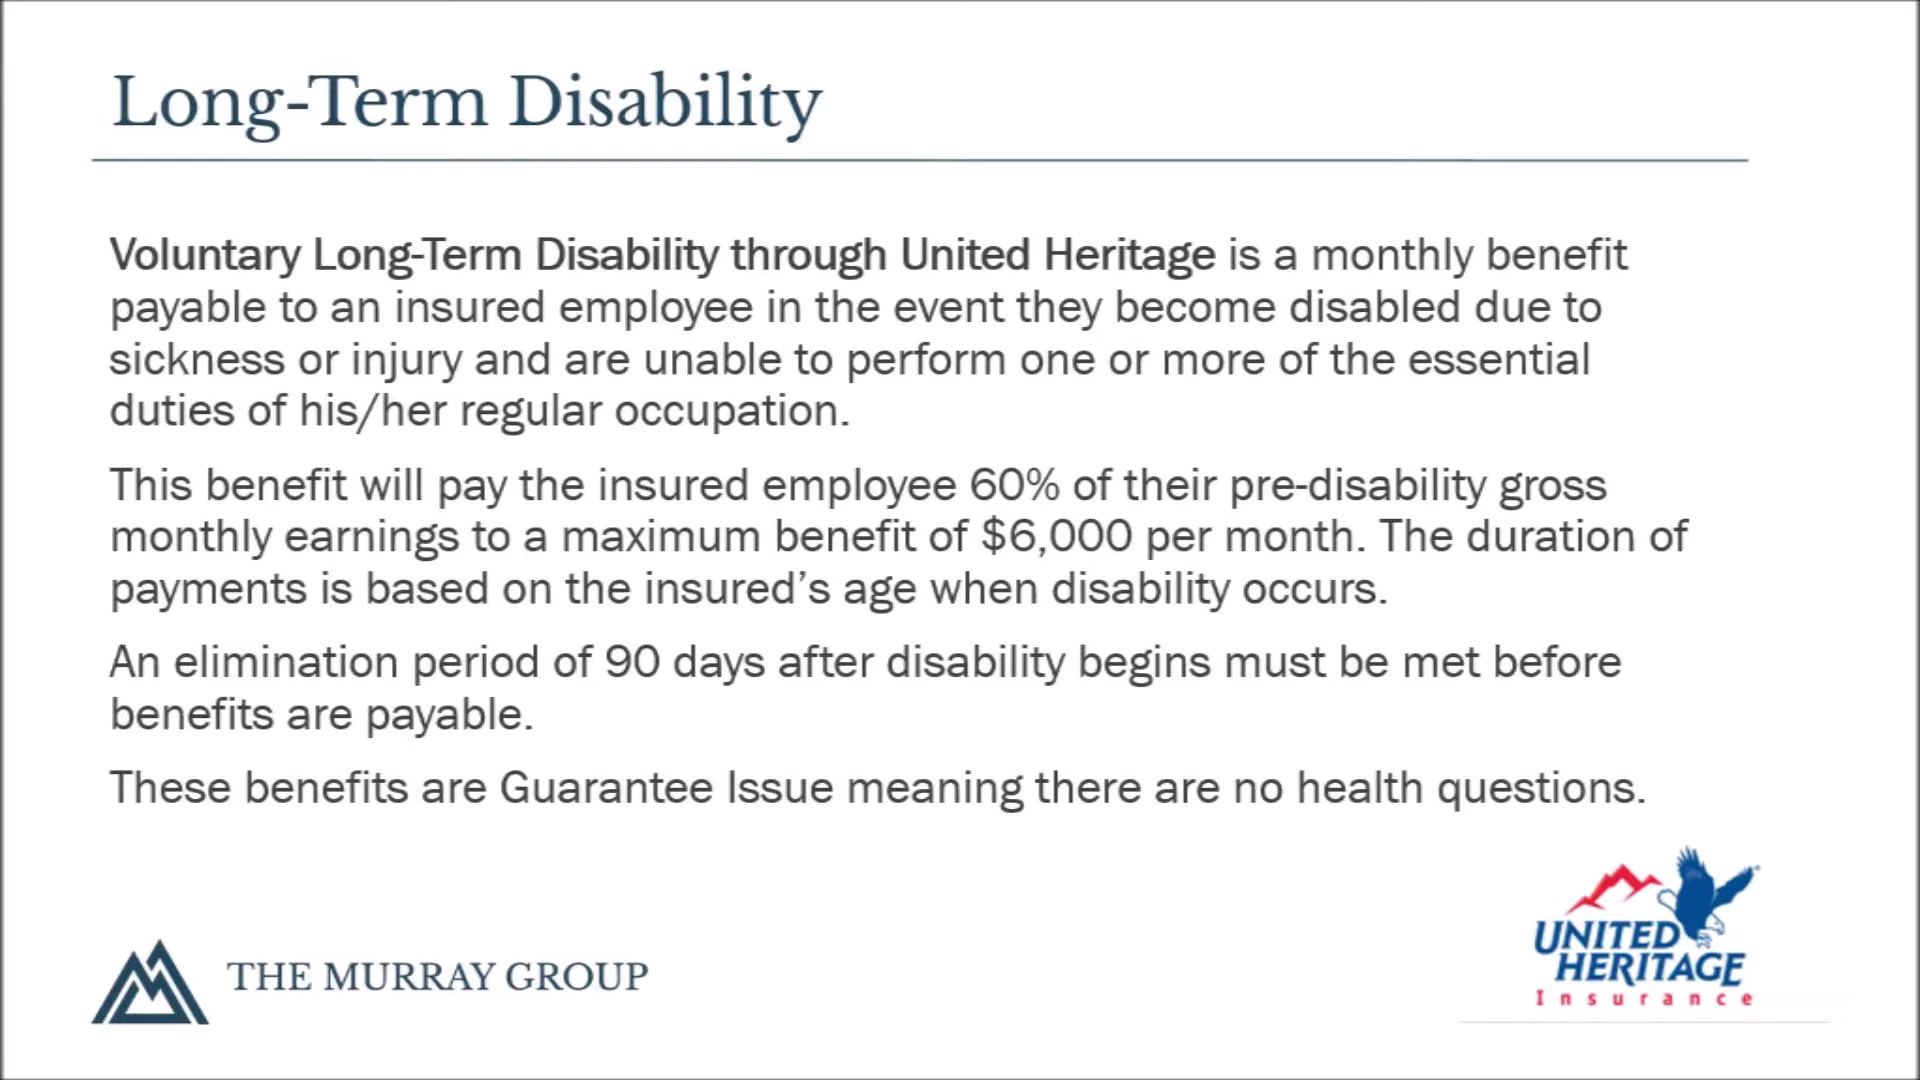 Long-Term Disability
Voluntary Long-Term Disability through United Heritage is a monthly benefit
payable to an insured employee in the event they become disabled due to
sickness or injury and are unable to perform one or more of the essential
duties of his/her regular occupation.
This benefit will pay the insured employee 60% of their pre-disability gross
monthly earnings to a maximum benefit of $6,000 per month. The duration of
payments is based on the insured’s age when disability occurs.
An elimination period of 90 days after disability begins must be met before
benefits are payable.
These benefits are Guarantee Issue meaning there are no health questions.
THE MURRAY GROUP
UNITED
HERITAGE
Insurance